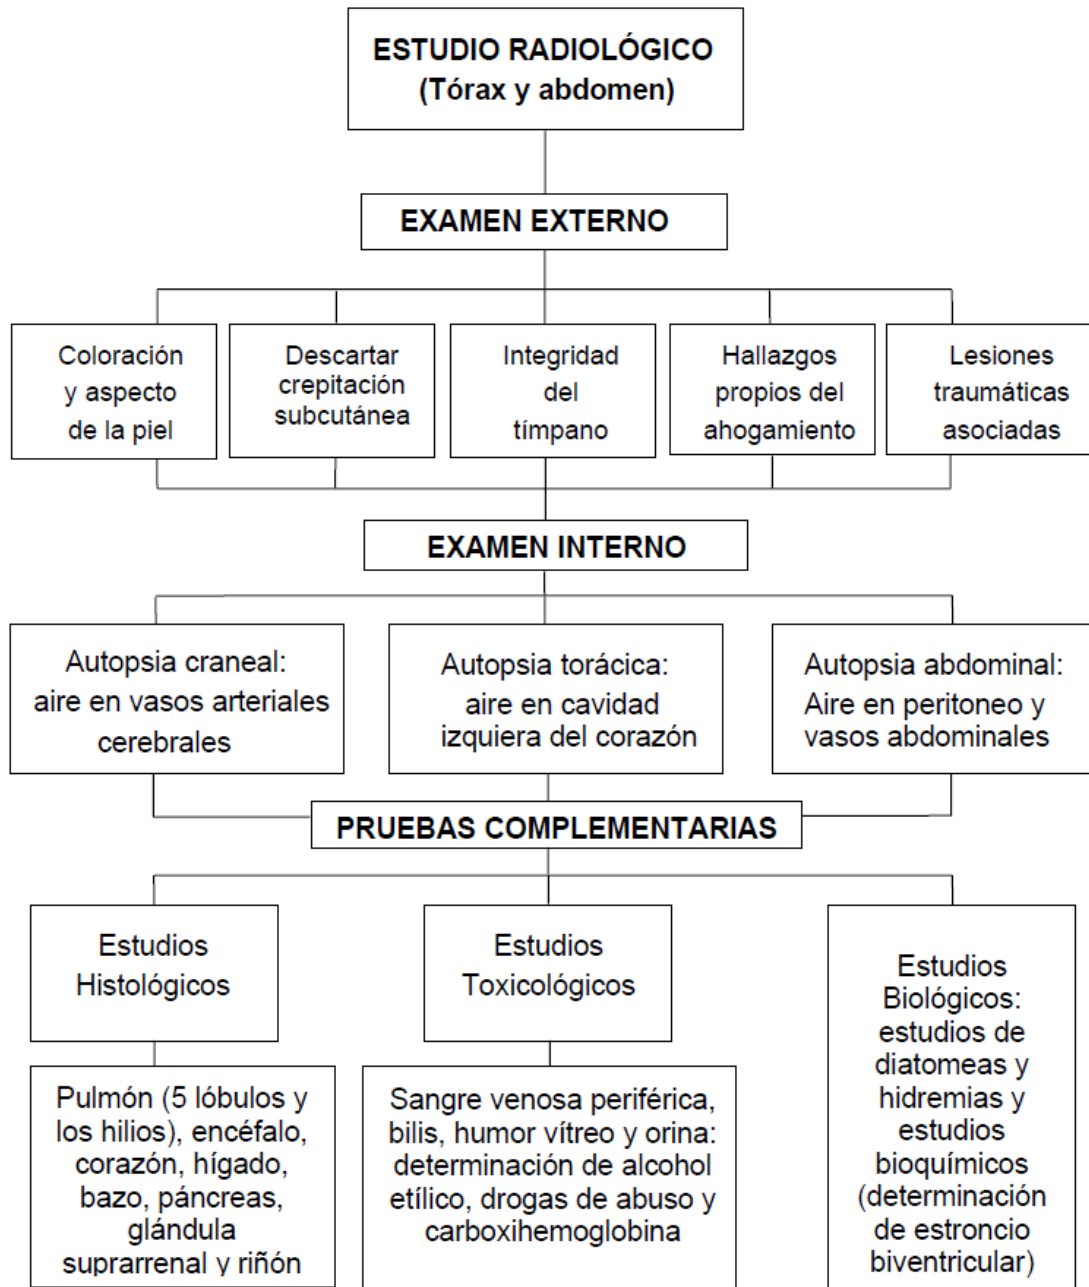 ESTUDIO RADIOLÓGICO
(Tórax y abdomen)
EXAMEN EXTERNO
Coloración
y aspecto
de la piel
Descartar
crepitación
subcutánea
Integridad
del
tímpano
Hallazgos
propios del
ahogamiento
Lesiones
traumáticas
asociadas
EXAMEN INTERNO
Autopsia craneal:
aire en vasos arteriales
cerebrales
Autopsia torácica:
aire en cavidad
izquiera del corazón
Autopsia abdominal:
Aire en peritoneo y
vasos abdominales
PRUEBAS COMPLEMENTARIAS
Estudios
Histológicos
Pulmón (5 lóbulos y
los hilios), encéfalo,
corazón, hígado,
bazo, páncreas,
glándula
suprarrenal y riñón
Estudios
Toxicológicos
Sangre venosa periférica,
bilis, humor vítreo y orina:
determinación de alcohol
etílico, drogas de abuso y
carboxihemoglobina
Estudios
Biológicos:
estudios de
diatomeas y
hidremias y
estudios
bioquímicos
(determinación
de estroncio
biventricular)